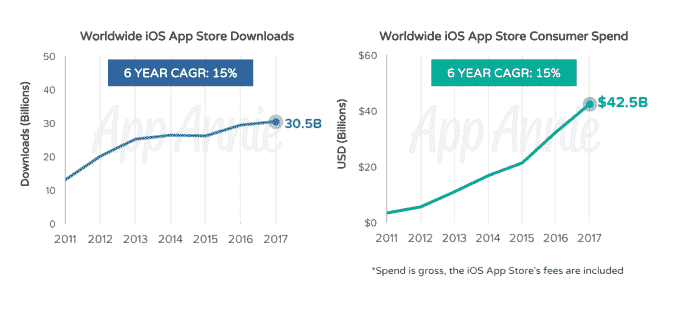 Worldwide iOS App Store Downloads
6 YEAR CAGR: 15%
App Annie
Downloads (Billions)
50
40
30
20
10
0
30.5B
2011 2012 2013 2014 2015 2016 2017
Worldwide iOS App Store Consumer Spend
6 YEAR CAGR: 15%
App Annie
USD (Billions)
$60
$40
$20
$0
$42.5B
2011 2012 2013 2014 2015 2016 2017
*Spend is gross, the iOS App Store's fees are included